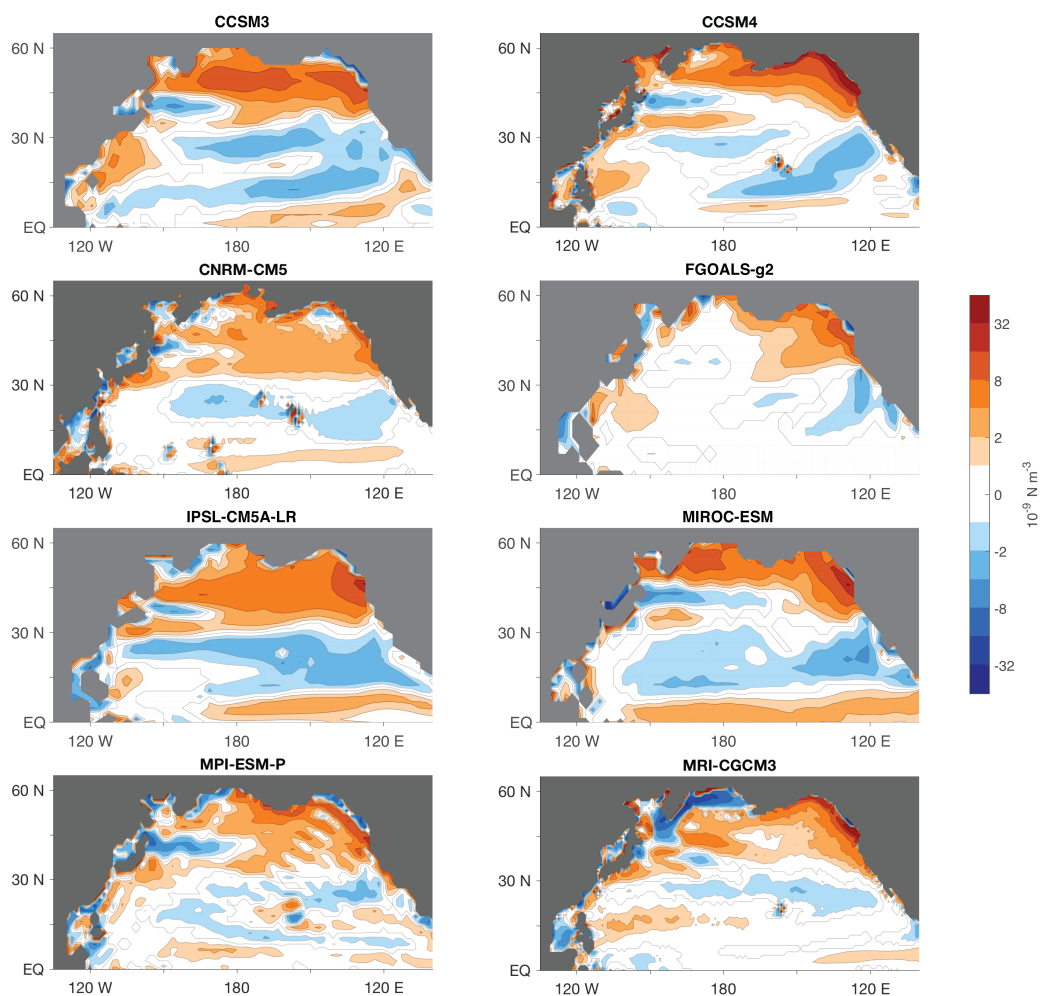 CCSM3
CCSM4
60 N
30 N
EQ
120 W
180
120 E
60 N
30 N
EQ
120 W
180
120 E
CNRM-CM5
FGOALS-g2
60 N
30 N
EQ
120 W
180
120 E
60 N
30 N
EQ
120 W
180
120 E
32
8
2
0
-2
-8
-32
10⁻⁹ N m⁻³
IPSL-CM5A-LR
MIROC-ESM
60 N
30 N
EQ
120 W
180
120 E
60 N
30 N
EQ
120 W
180
120 E
MPI-ESM-P
MRI-CGCM3
60 N
30 N
EQ
120 W
180
120 E
60 N
30 N
EQ
120 W
180
120 E